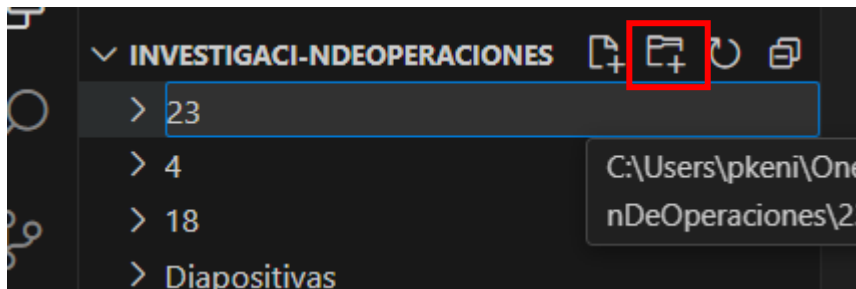 INVESTIGACI-NDEOPERACIONES
23
4
C:\Users\pkeni\One
18
nDeOperaciones\2
Diapositivas